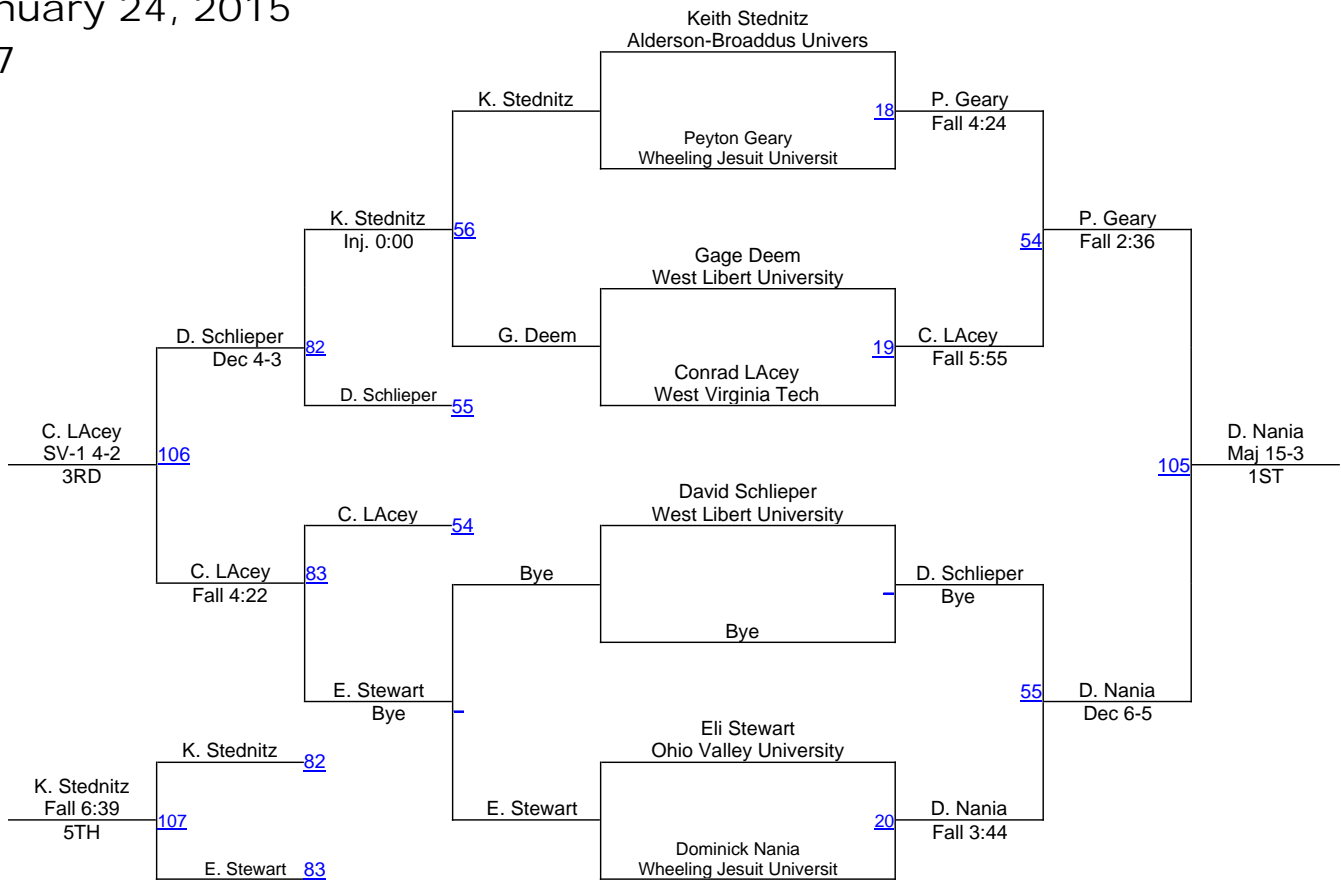 nuary 24, 2015
7
Keith Stednitz
Alderson-Broaddus Univers
K. Stednitz
18
P. Geary
Fall 4:24
Peyton Geary
Wheeling Jesuit Universit
K. Stednitz
Inj. 0:00
56
54
P. Geary
Fall 2:36
Gage Deem
West Libert University
D. Schlieper
Dec 4-3
82
G. Deem
19
C. LAcey
Fall 5:55
Conrad LAcey
West Virginia Tech
D. Schlieper
55
C. LAcey
SV-1 4-2
3RD
106
105
D. Nania
Maj 15-3
1ST
David Schlieper
West Libert University
C. LAcey
54
C. LAcey
Fall 4:22
83
Bye
D. Schlieper
Bye
Bye
E. Stewart
Bye
55
D. Nania
Dec 6-5
Eli Stewart
Ohio Valley University
K. Stednitz
82
K. Stednitz
Fall 6:39
5TH
107
E. Stewart
20
D. Nania
Fall 3:44
Dominick Nania
Wheeling Jesuit Universit
E. Stewart
83